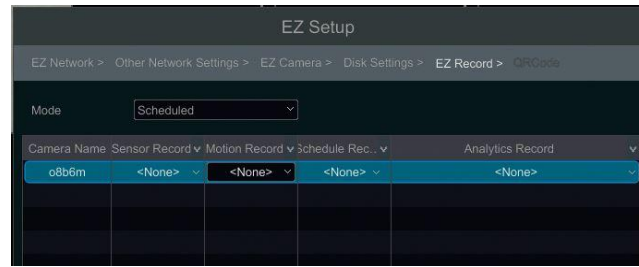 EZ Setup
EZ Network > Other Network Settings > EZ Camera > Disk Settings > EZ Record > QRCode
Mode Scheduled
Camera Name Sensor Record Motion Record Schedule Rec.. Analytics Record
o8b6m <None> <None> <None> <None>